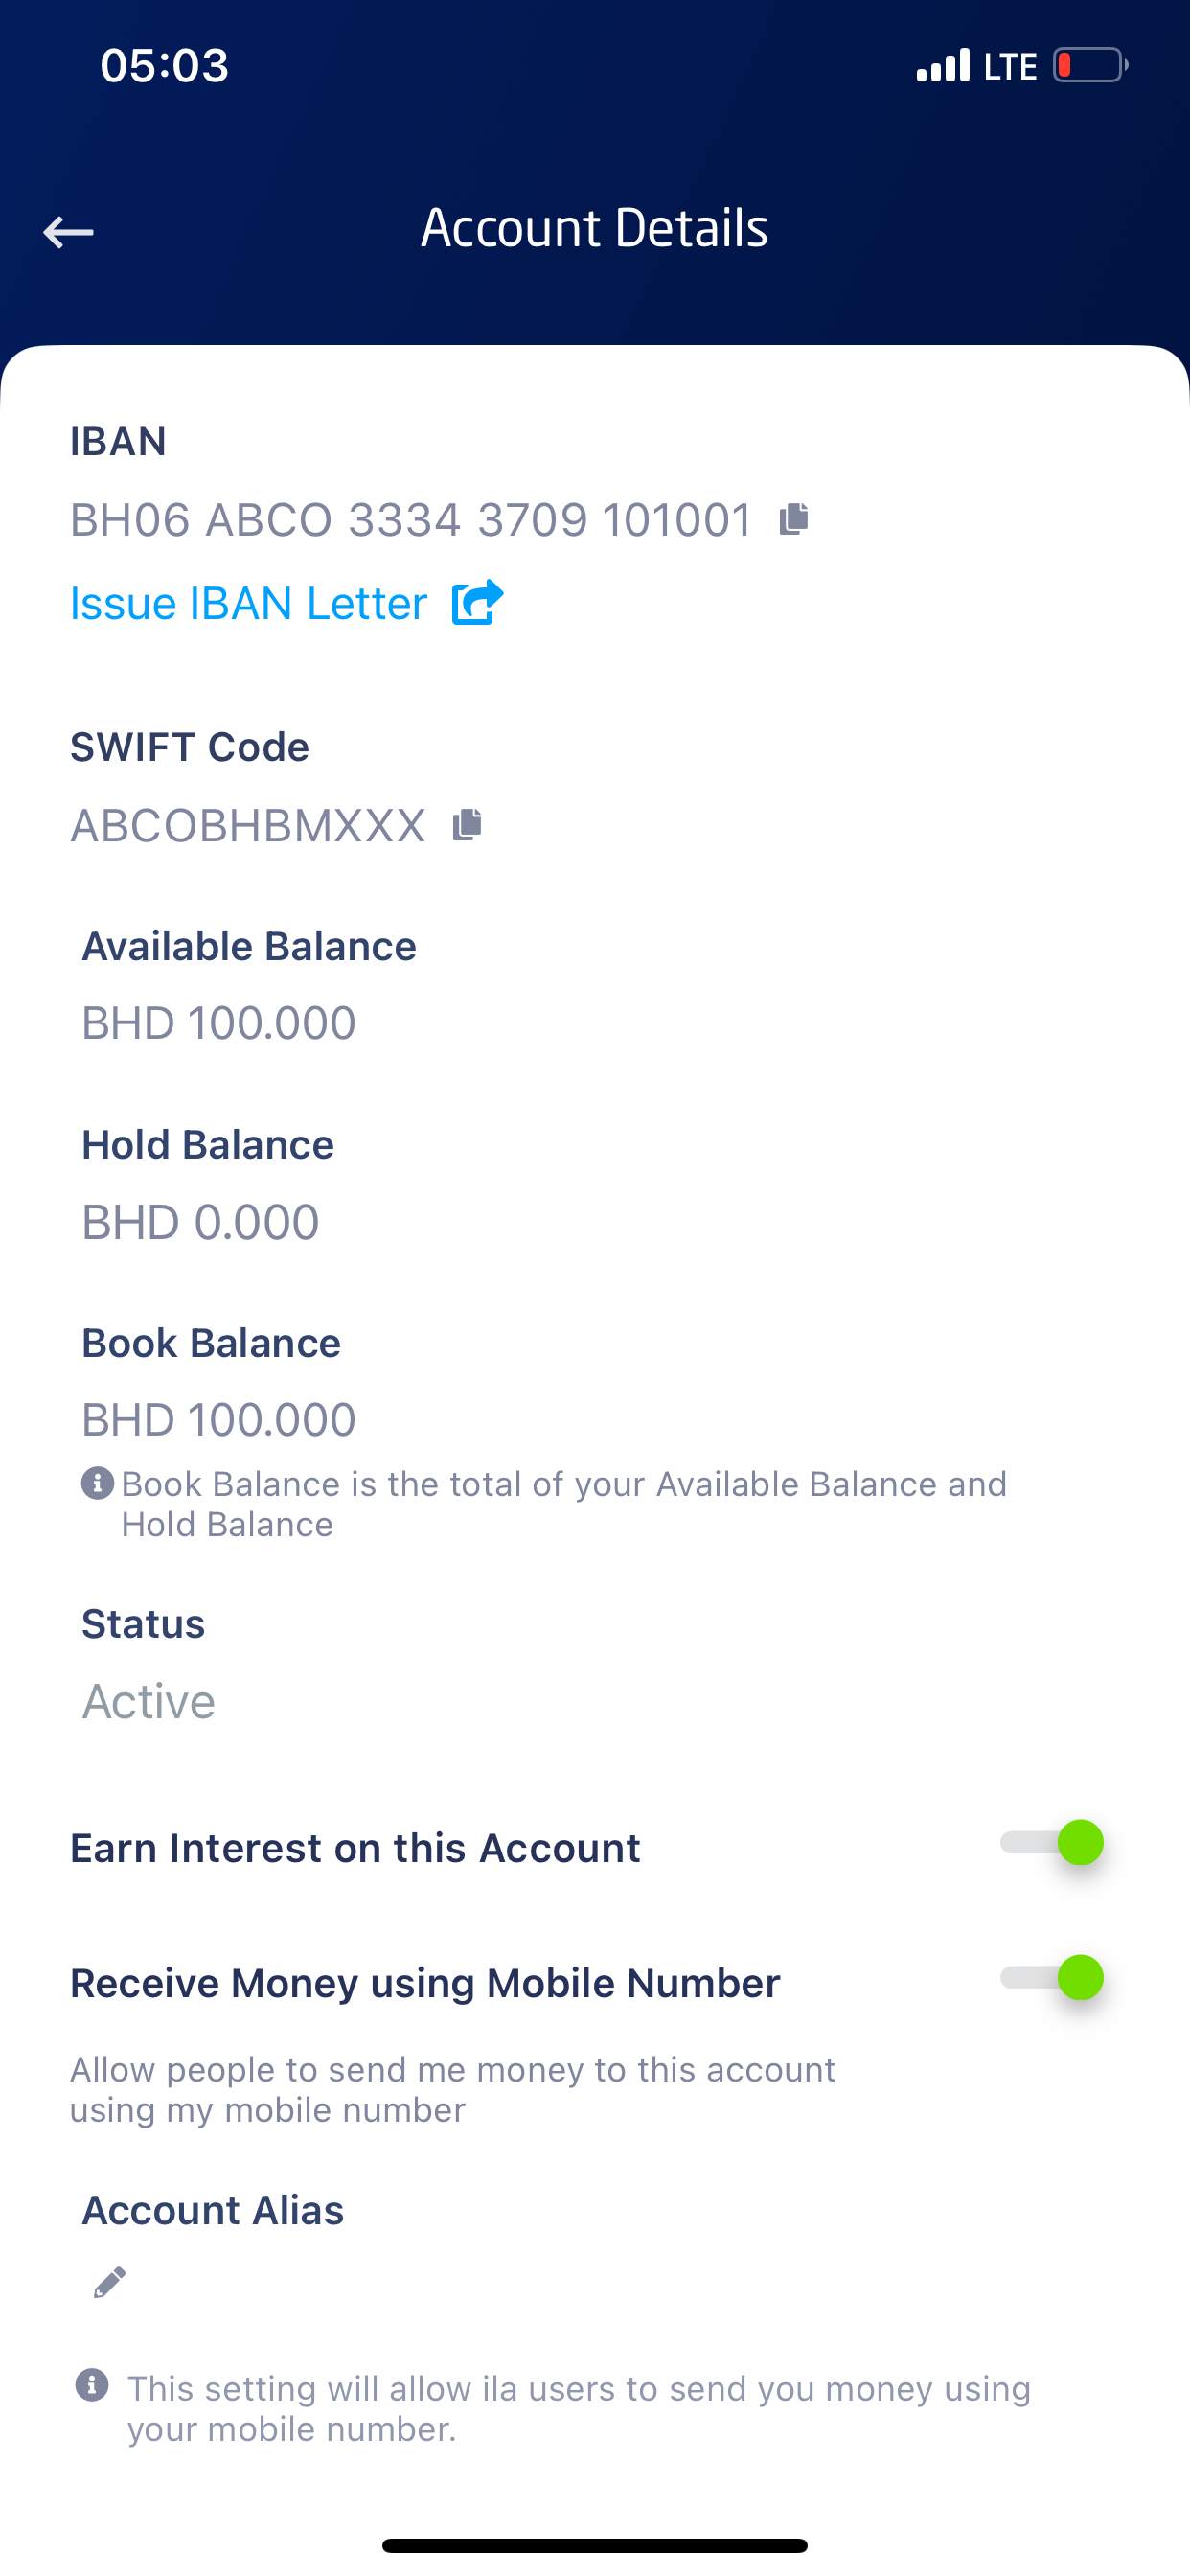 05:03
LTE
Account Details
IBAN
BH06 ABCO 3334 3709 101001
Issue IBAN Letter
SWIFT Code
ABCOBHBMXXX
Available Balance
BHD 100.000
Hold Balance
BHD 0.000
Book Balance
BHD 100.000
Book Balance is the total of your Available Balance and
Hold Balance
Status
Active
Earn Interest on this Account
Receive Money using Mobile Number
Allow people to send me money to this account
using my mobile number
Account Alias
This setting will allow ila users to send you money using
your mobile number.